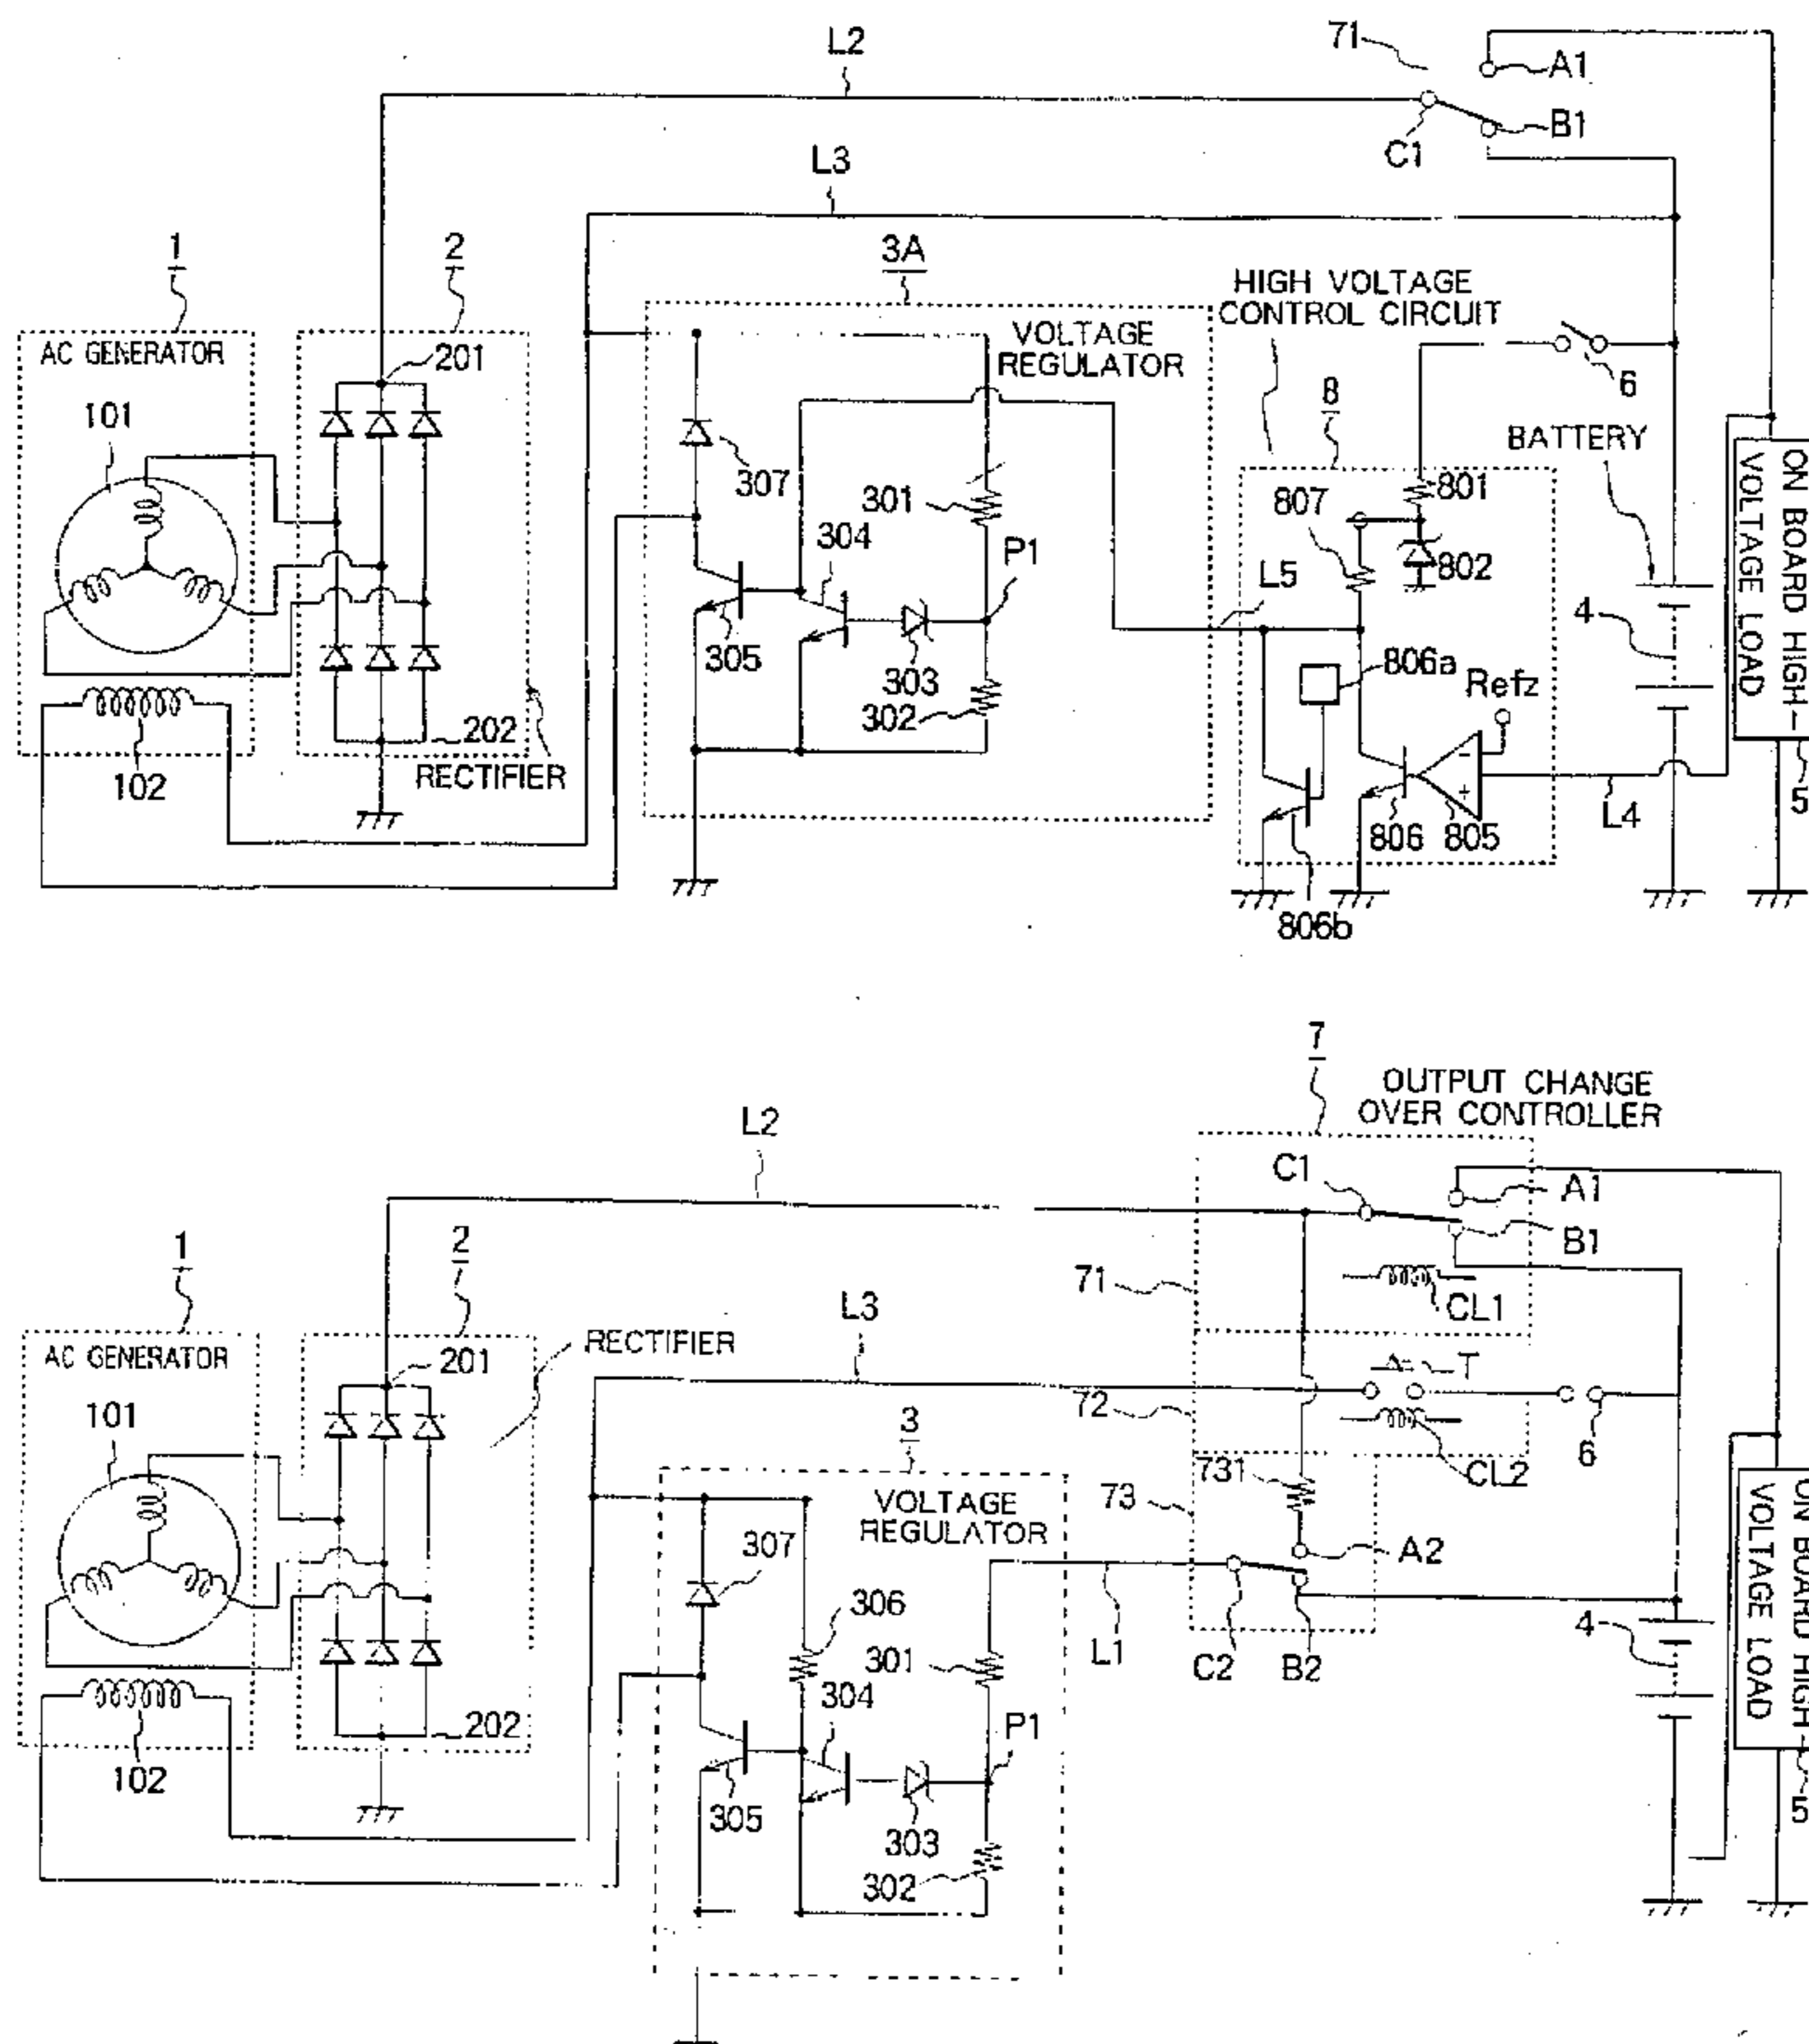 71
L2
A1
B1
C1
L3
1
2
3A
HIGH VOLTAGE
CONTROL CIRCUIT
AC GENERATOR
201
VOLTAGE
REGULATOR
6
101
8
BATTERY
307
301
807
801
304
P1
L5
802
4
ON BOARD HIGH-
VOLTAGE LOAD
305
303
302
806a
Refz
-
+
102
202
RECTIFIER
806
805
L4
5
806b
7
OUTPUT CHANGE
OVER CONTROLLER
L2
C1
A1
B1
1
2
71
CL1
L3
AC GENERATOR
201
RECTIFIER
T
72
101
3
6
CL2
731
73
VOLTAGE
REGULATOR
307
A2
306
301
L1
C2
B2
4
ON BOARD HIGH-
VOLTAGE LOAD
304
P1
102
202
305
303
302
5